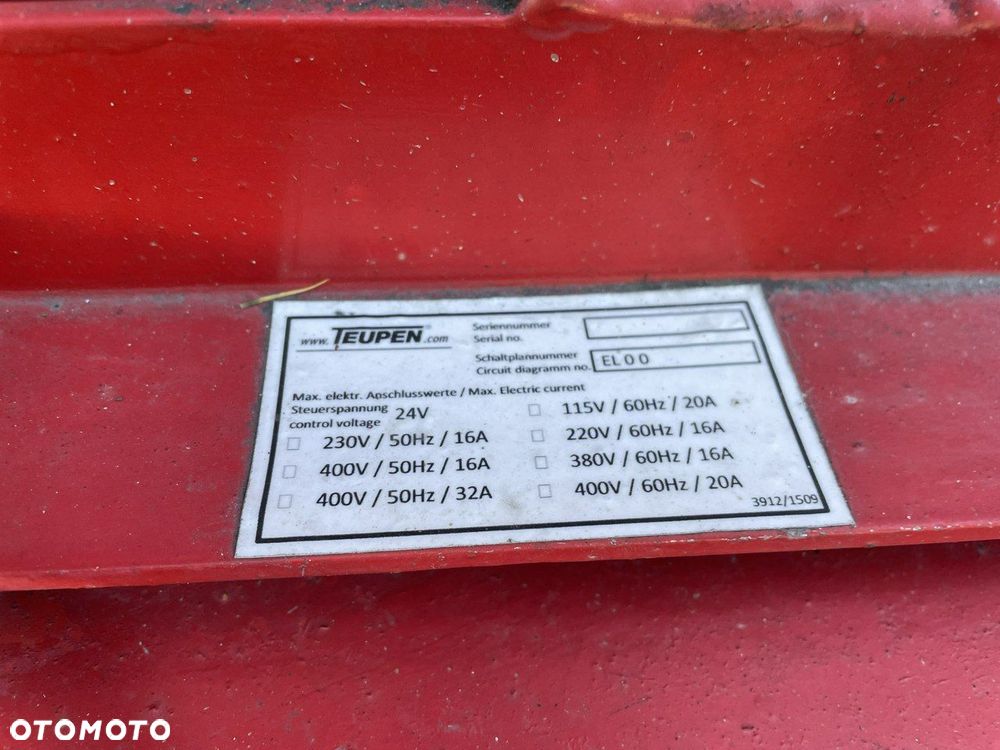 www.TEUPEN.com
Seriennummer
Serial no.
Schaltplannummer
Circuit diagramm no. EL 0 0
Max. elektr. Anschlusswerte / Max. Electric current
Steuerspannung
control voltage 24V
230V / 50Hz / 16A
400V / 50Hz / 16A
400V / 50Hz / 32A
115V / 60Hz / 20A
220V / 60Hz / 16A
380V / 60Hz / 16A
400V / 60Hz / 20A
3912/1509
OTOMOTO